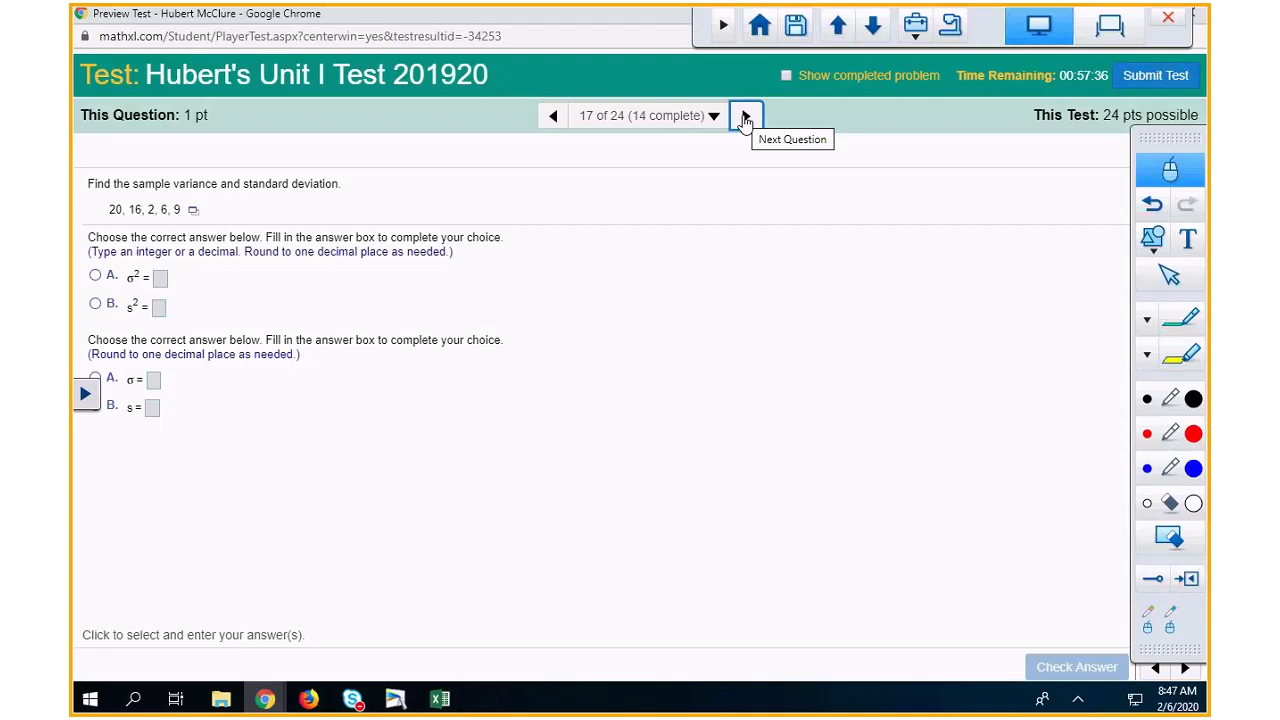 Preview Test - Hubert McClure - Google Chrome
mathxl.com/Student/PlayerTest.aspx?centerwin=yes&testresultid=-34253
Test: Hubert's Unit I Test 201920
Show completed problem
Time Remaining: 00:57:36
Submit Test
This Question: 1 pt
17 of 24 (14 complete)
This Test: 24 pts possible
Next Question
Find the sample variance and standard deviation.
20, 16, 2, 6, 9
Choose the correct answer below. Fill in the answer box to complete your choice.
(Type an integer or a decimal. Round to one decimal place as needed.)
A. σ² =
B. s² =
Choose the correct answer below. Fill in the answer box to complete your choice.
(Round to one decimal place as needed.)
A. σ =
B. s =
T
Click to select and enter your answer(s).
Check Answer
8:47 AM
2/6/2020